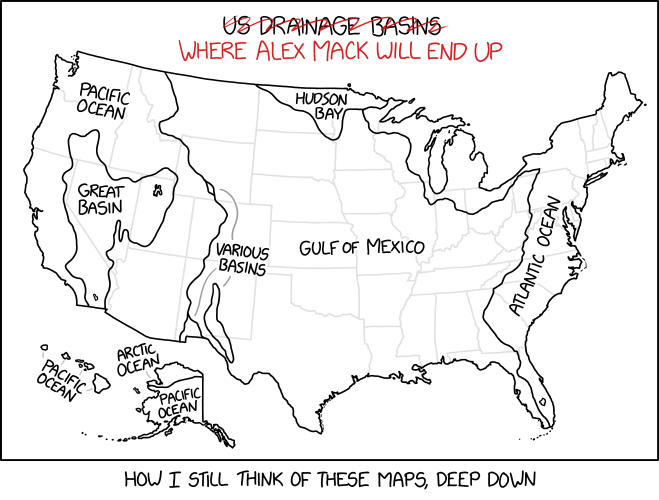 US DRAINAGE BASINS
WHERE ALEX MACK WILL END UP
PACIFIC
OCEAN
HUDSON
BAY
GREAT
BASIN
VARIOUS
BASINS
GULF OF MEXICO
ATLANTIC OCEAN
ARCTIC
OCEAN
PACIFIC
OCEAN
PACIFIC
OCEAN
HOW I STILL THINK OF THESE MAPS, DEEP DOWN